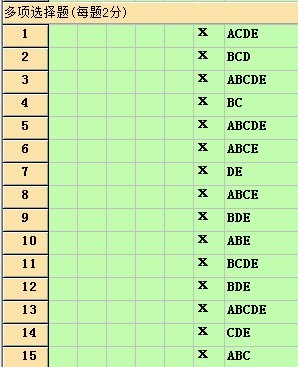 多项选择题(每题2分)
1 X ACDE
2 X BCD
3 X ABCDE
4 X BC
5 X ABCDE
6 X ABCE
7 X DE
8 X ABCE
9 X BDE
10 X ABE
11 X BCDE
12 X BDE
13 X ABCDE
14 X CDE
15 X ABC